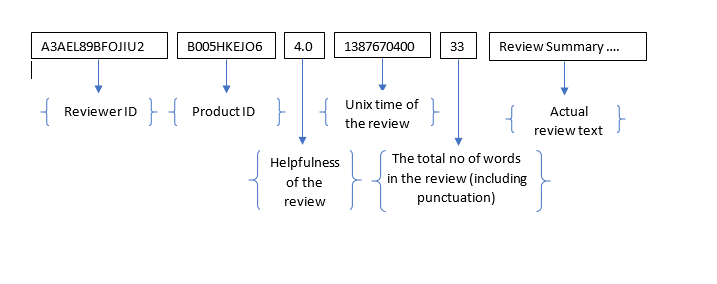 A3AEL89BFOJIU2 B005HKEJO6 4.0 1387670400 33 Review Summary ....
Reviewer ID
Product ID
Unix time of
the review
Actual
review text
Helpfulness
of the
review
The total no of words
in the review (including
punctuation)